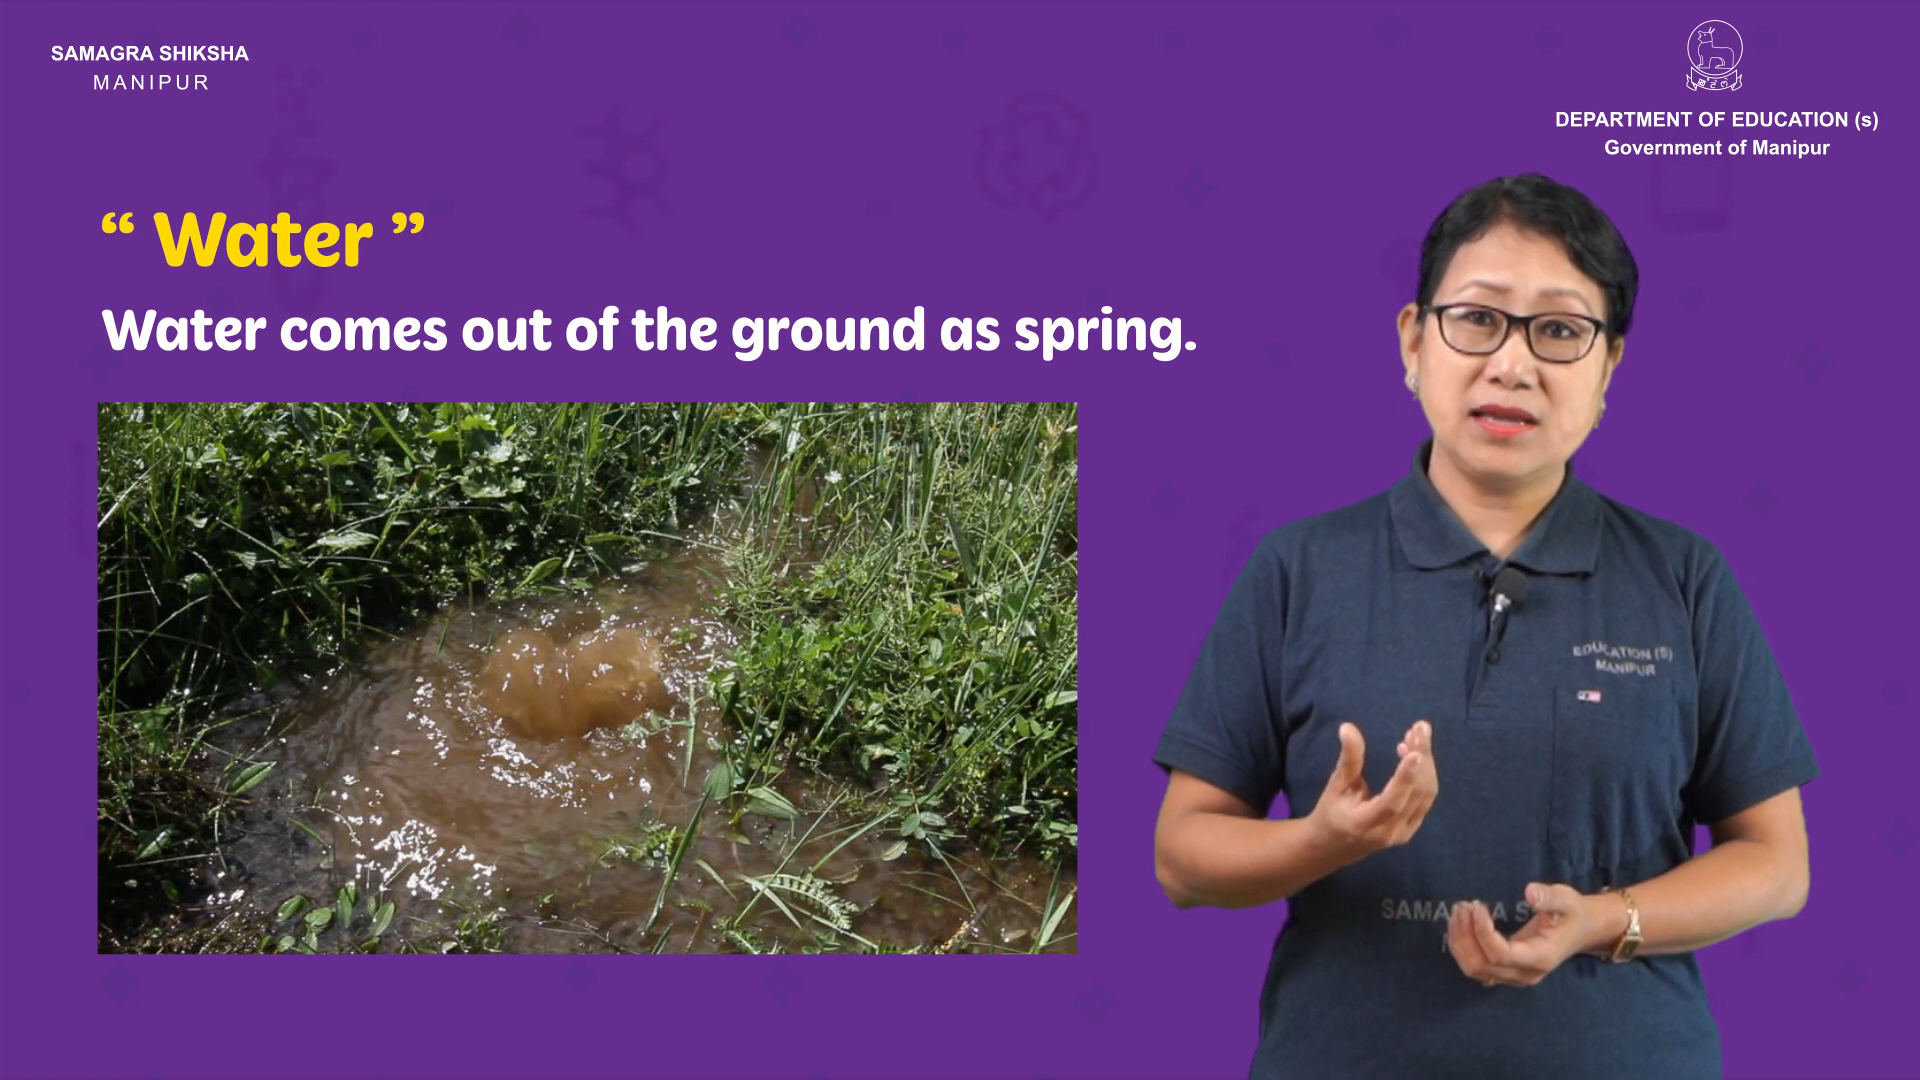 SAMAGRA SHIKSHA
MANIPUR
DEPARTMENT OF EDUCATION (s)
Government of Manipur
“ Water ”
Water comes out of the ground as spring.
EDUCATION (S)
MANIPUR
SAMAGRA S